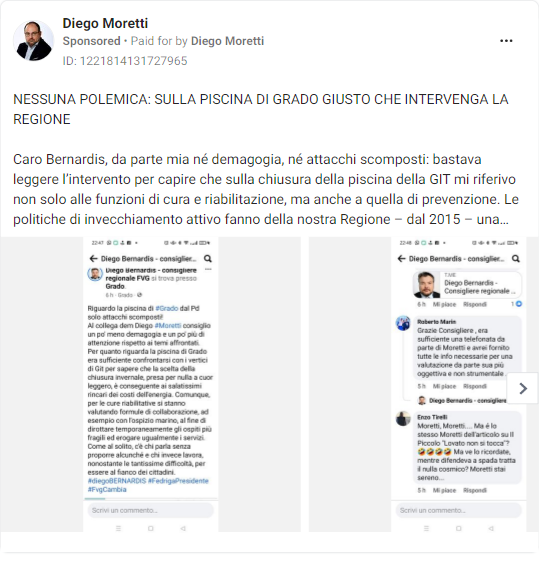 Diego Moretti
Sponsored • Paid for by Diego Moretti
ID: 1221814131727965
NESSUNA POLEMICA: SULLA PISCINA DI GRADO GIUSTO CHE INTERVENGA LA
REGIONE
Caro Bernardis, da parte mia né demagogia, né attacchi scomposti: bastava
leggere l'intervento per capire che sulla chiusura della piscina della GIT mi riferivo
non solo alle funzioni di cura e riabilitazione, ma anche a quella di prevenzione. Le
politiche di invecchiamento attivo fanno della nostra Regione – dal 2015 – una...
22:47
Diego Bernardis - consiglier...
Diego Bernardis - consigliere
regionale FVG si trova presso
Grado.
6 h · Grado ·
Riguardo la piscina di #Grado dal Pd
solo attacchi scomposti!
Al collega dem Diego #Moretti consiglio
un po' meno demagogia e un po' più di
attenzione rispetto ai temi affrontati.
Per quanto riguarda la piscina di Grado
era sufficiente confrontarsi con i vertici
di Git per sapere che la scelta della
chiusura invernale, presa per nulla a cuor
leggero, è conseguente ai salatissimi
rincari dei costi dell'energia. Comunque,
per le cure riabilitative si stanno
valutando formule di collaborazione, ad
esempio con l'ospizio marino, al fine di
dirottare temporaneamente gli ospiti più
fragili ed erogare ugualmente i servizi.
Come al solito, c'è chi parla senza
proporre alcunché e chi invece lavora,
nonostante le tantissime difficoltà, per
essere al fianco dei cittadini.
#diegoBERNARDIS #FedrigaPresidente
#FvgCambia
Scrivi un commento...
22:48
Diego Bernardis - consiglier...
T.ME
Diego Bernardis -
Consigliere regionale ...
6 h Mi piace Rispondi 1
Roberto Marin
Grazie Consigliere , era
sufficiente una telefonata da
parte di Moretti e avrei fornito
tutte le info necessarie per una
valutazione da parte sua più
oggettiva e non strumentale .
5 h Mi piace Rispondi
Diego Bernardis - consigliere
Enzo Tirelli
Moretti, Moretti.... Ma é lo
stesso Moretti dell'articolo su Il
Piccolo "Lovato non si tocca"?
🤣🤣🤣🤣 Ma ve lo ricordate,
mentre difendeva a spada tratta
il nulla cosmico? Moretti stai
sereno...
5 h Mi piace Rispondi
Scrivi un commento...